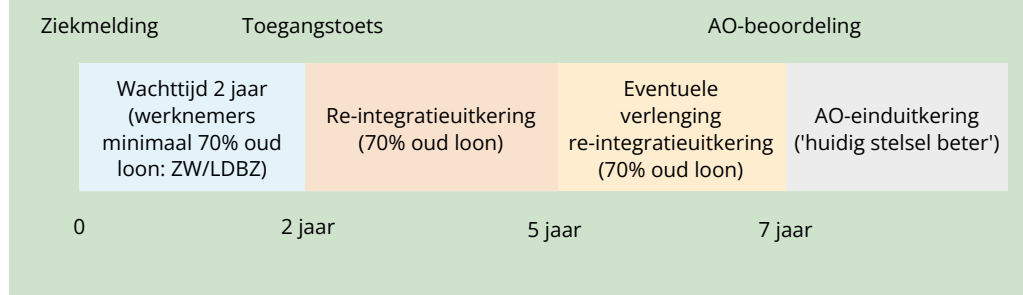 Ziekmelding
Toegangstoets
AO-beoordeling
Wachttijd 2 jaar
(werknemers
minimaal 70% oud
loon: ZW/LDBZ)
Re-integratieuitkering
(70% oud loon)
Eventuele
verlenging
re-integratieuitkering
(70% oud loon)
AO-einduitkering
('huidig stelsel beter')
0
2 jaar
5 jaar
7 jaar